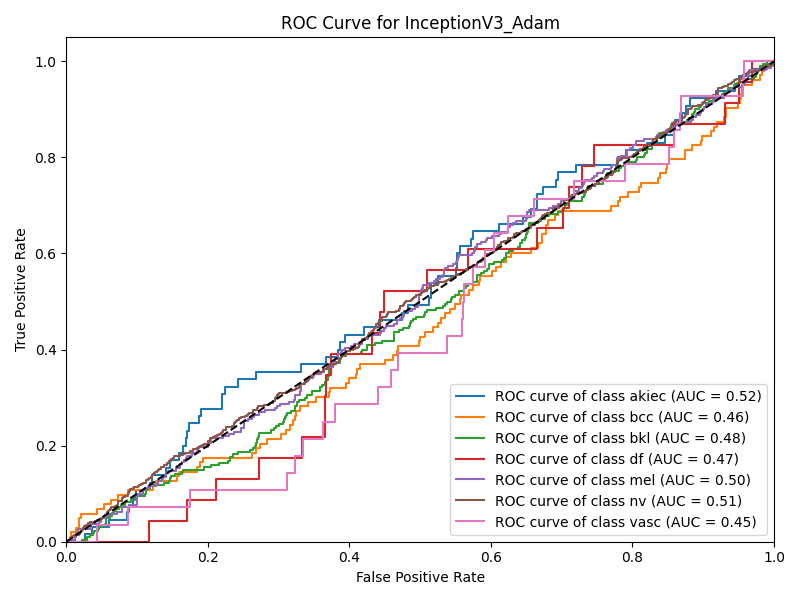 ROC Curve for InceptionV3_Adam
True Positive Rate
1.0
0.8
0.6
0.4
0.2
0.0
ROC curve of class akiec (AUC = 0.52)
ROC curve of class bcc (AUC = 0.46)
ROC curve of class bkl (AUC = 0.48)
ROC curve of class df (AUC = 0.47)
ROC curve of class mel (AUC = 0.50)
ROC curve of class nv (AUC = 0.51)
ROC curve of class vasc (AUC = 0.45)
0.0 0.2 0.4 0.6 0.8 1.0
False Positive Rate